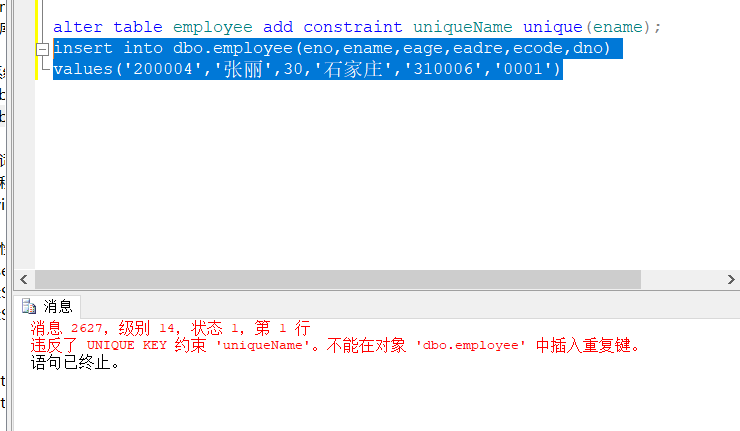 alter table employee add constraint uniqueName unique(ename);
insert into dbo.employee(eno,ename,eage,eadre,ecode,dno)
values('200004','张丽',30,'石家庄','310006','0001')
消息
消息 2627，级别 14，状态 1，第 1 行
违反了 UNIQUE KEY 约束 'uniqueName'。不能在对象 'dbo.employee' 中插入重复键。
语句已终止。